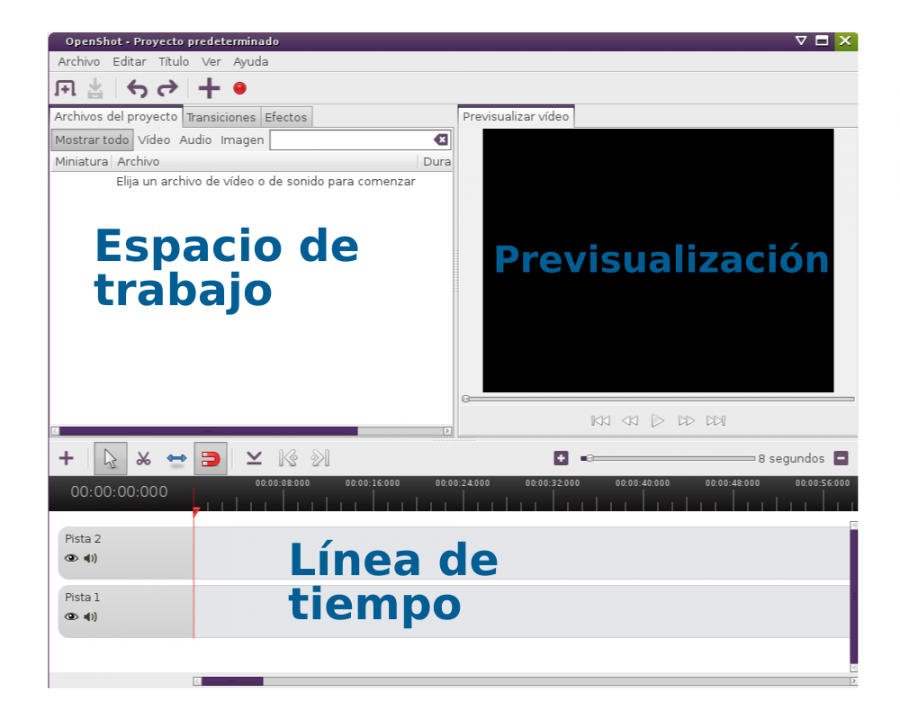 OpenShot - Proyecto predeterminado
Archivo Editar Título Ver Ayuda
Archivos del proyecto Transiciones Efectos
Previsualizar vídeo
Mostrar todo Vídeo Audio Imagen
Miniatura Archivo Dura
Elija un archivo de vídeo o de sonido para comenzar
Espacio de
trabajo
Previsualización
8 segundos
00:00:00:000
00:00:08:000 00:00:16:000 00:00:24:000 00:00:32:000 00:00:40:000 00:00:48:000 00:00:56:000
Pista 2
Línea de
tiempo
Pista 1